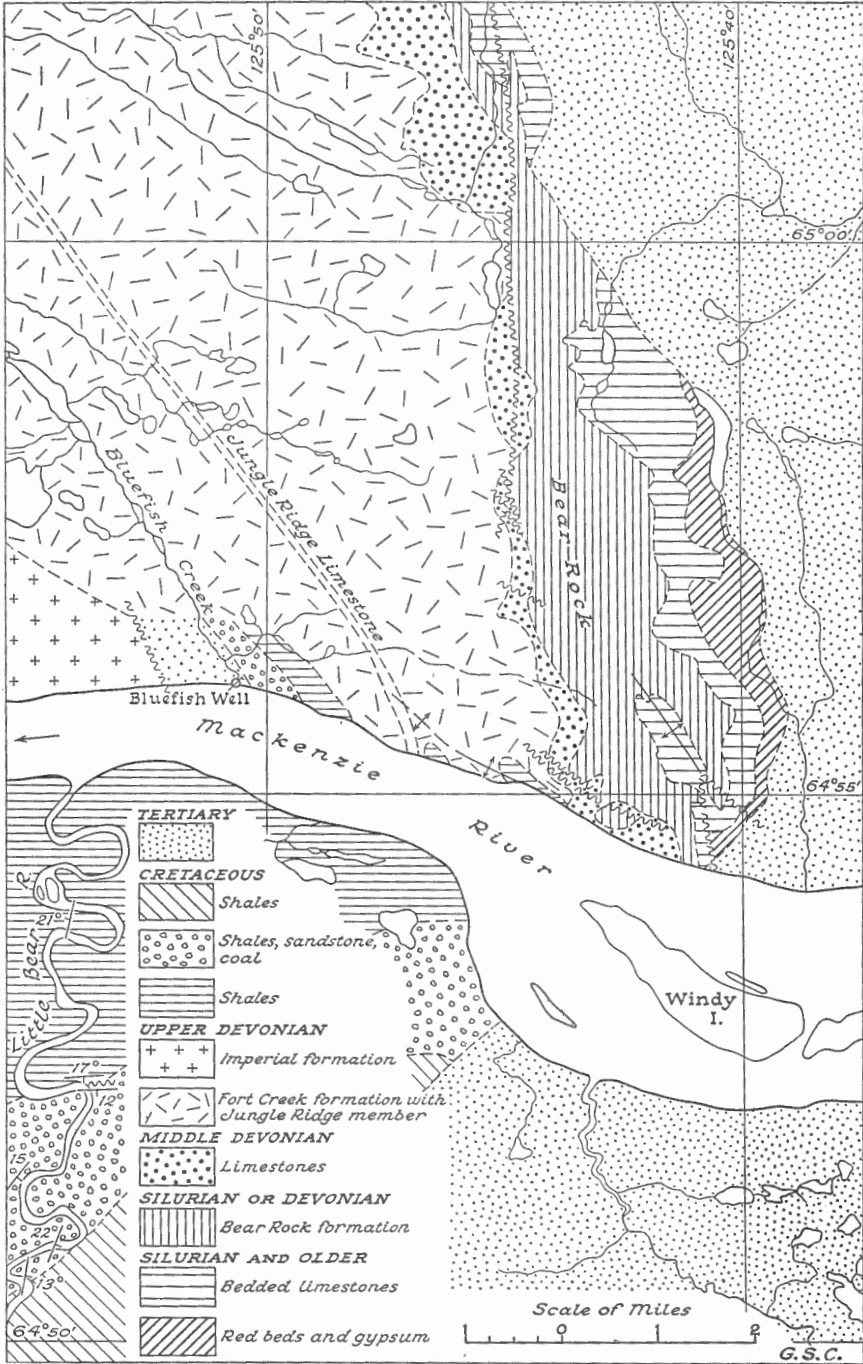 125°50'
125°40'
65°00'
Jungle Ridge Limestone
Bluefish Creek
Bear Rock
Bluefish Well
Mackenzie River
64°55'
TERTIARY
CRETACEOUS
Shales
Shales, sandstone,
coal
Shales
UPPER DEVONIAN
Imperial formation
Fort Creek formation with
Jungle Ridge member
MIDDLE DEVONIAN
Limestones
SILURIAN OR DEVONIAN
Bear Rock formation
SILURIAN AND OLDER
Bedded limestones
Red beds and gypsum
Little Bear R.
21°
17°
12
15
22
13°
64°50'
Windy
I.
Scale of Miles
1 0 1 2 3
G.S.C.